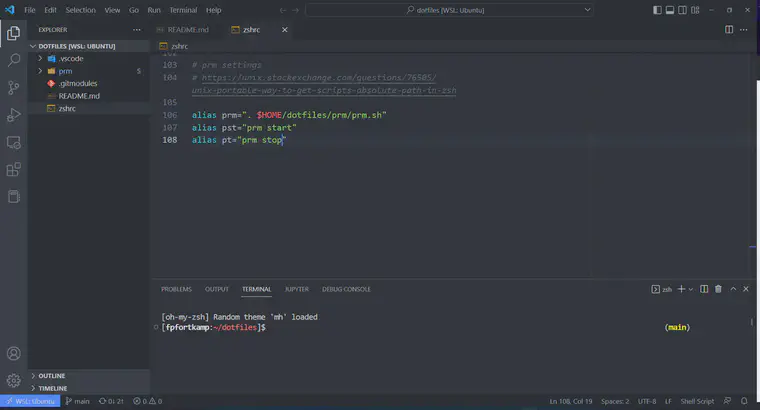 File Edit Selection View Go Run Terminal Help
dotfiles [WSL: Ubuntu]
EXPLORER
README.md
zshrc
DOTFILES [WSL: UBUNTU]
.vscode
prm 5
.gitmodules
README.md
zshrc
zshrc
103 # prm settings
104 # https://unix.stackexchange.com/questions/76505/
unix-portable-way-to-get-scripts-absolute-path-in-zsh
105
106 alias prm=". $HOME/dotfiles/prm/prm.sh"
107 alias pst="prm start"
108 alias pt="prm stop"
PROBLEMS OUTPUT TERMINAL JUPYTER DEBUG CONSOLE
zsh
[oh-my-zsh] Random theme 'mh' loaded
[fpfortkamp:~/dotfiles]$ (main)
OUTLINE
TIMELINE
WSL: Ubuntu main 0↓ 2↑ 0 0 Ln 108, Col 19 Spaces: 2 UTF-8 LF Shell Script